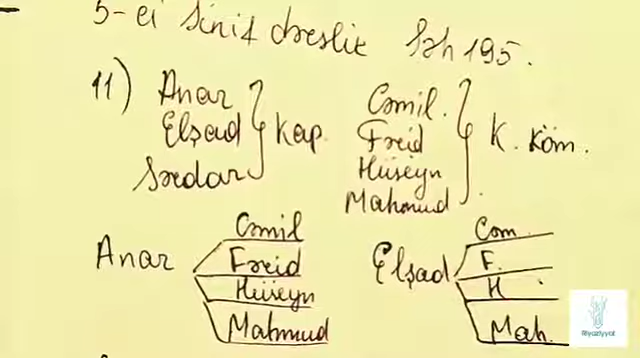 5-ci sinif dərslik Səh 195.
11) Anar Elşad Sərdar } Kap. Cəmil. Fərid Hüseyn Mahmud } K. Köm.
Anar
Cəmil
Fərid
Hüseyn
Mahmud
Elşad
Cəm.
F.
H.
Mah.
Riyaziyyat